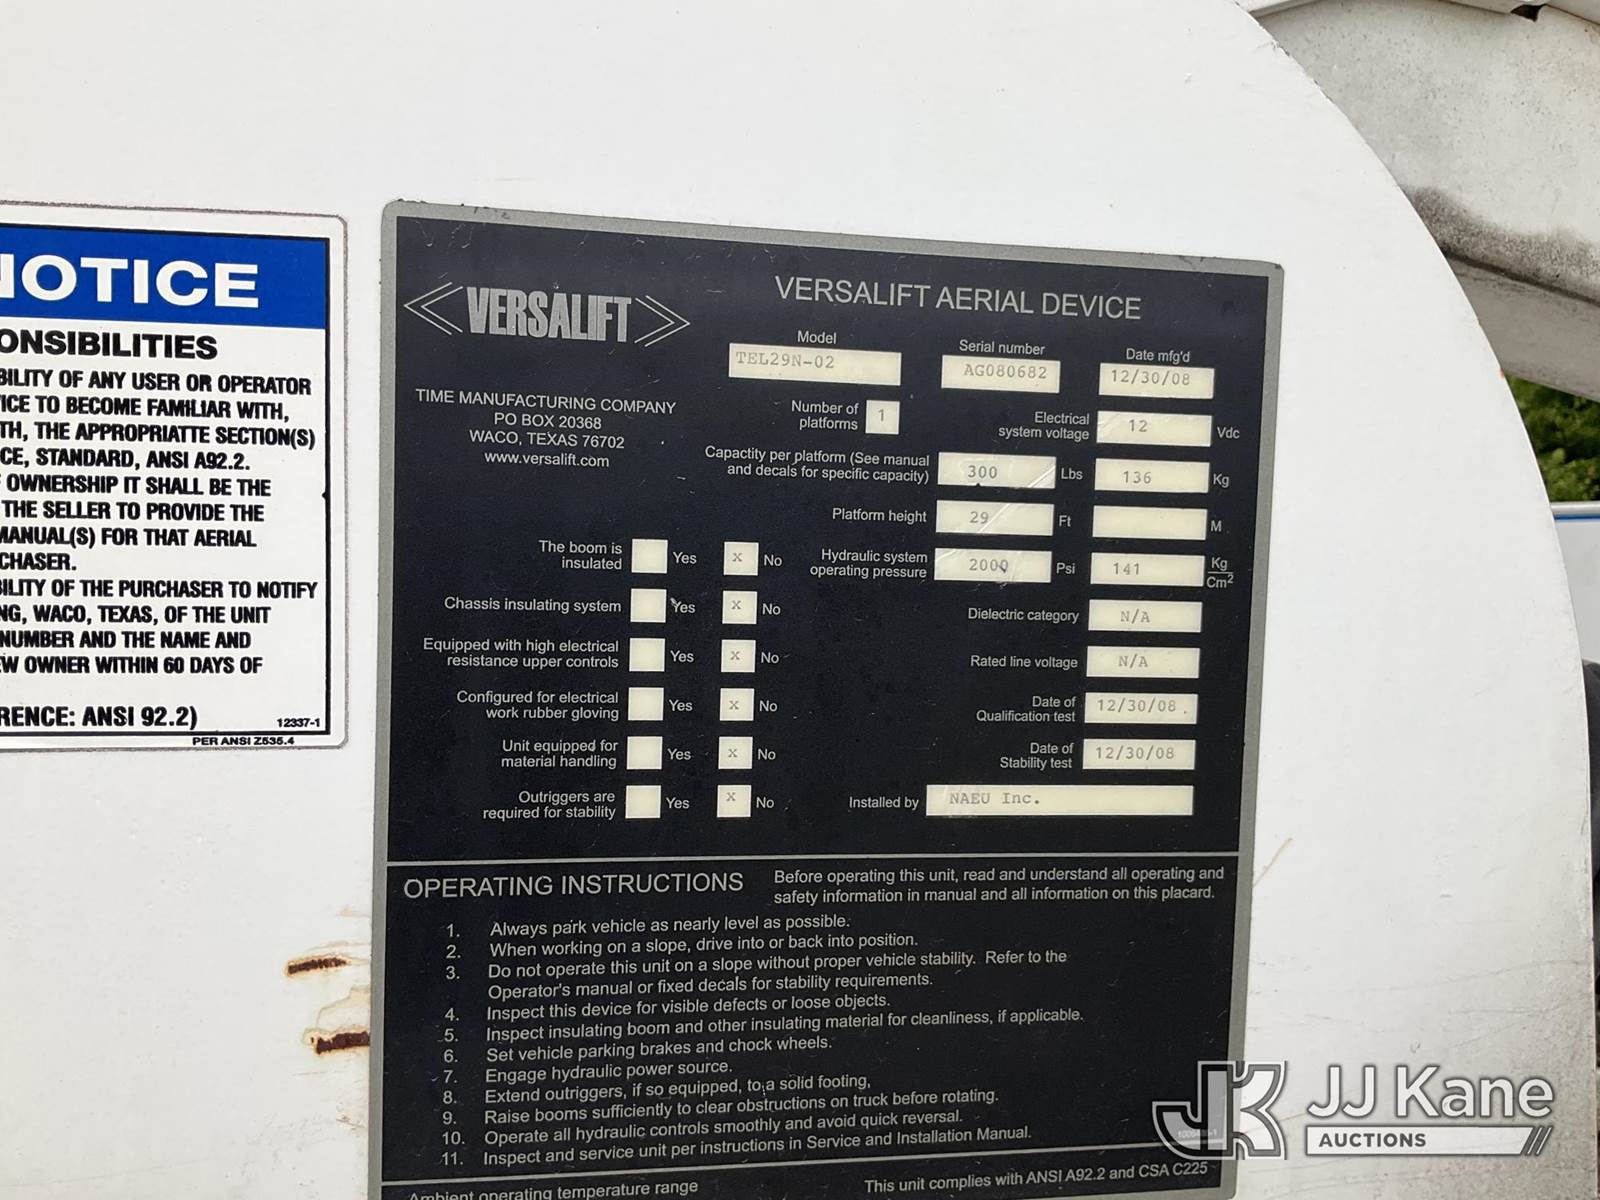 NOTICE
ONSIBILITIES
BILITY OF ANY USER OR OPERATOR
ICE TO BECOME FAMILIAR WITH,
TH, THE APPROPRIATTE SECTION(S)
CE, STANDARD, ANSI A92.2.
OWNERSHIP IT SHALL BE THE
THE SELLER TO PROVIDE THE
MANUAL(S) FOR THAT AERIAL
CHASER.
BILITY OF THE PURCHASER TO NOTIFY
NG, WACO, TEXAS, OF THE UNIT
NUMBER AND THE NAME AND
EW OWNER WITHIN 60 DAYS OF
RENCE: ANSI 92.2)
12337-1
PER ANSI Z535.4
VERSALIFT
TIME MANUFACTURING COMPANY
PO BOX 20368
WACO, TEXAS 76702
www.versalift.com
VERSALIFT AERIAL DEVICE
Model
TEL29N-02
Serial number
AG080682
Date mfg'd
12/30/08
Number of platforms 1
Electrical system voltage 12 Vdc
Capacity per platform (See manual
and decals for specific capacity) 300 Lbs 136 Kg
Platform height 29 Ft M
Hydraulic system
operating pressure 2000 Psi 141 Kg/Cm²
Dielectric category N/A
Rated line voltage N/A
Date of
Qualification test 12/30/08
Date of
Stability test 12/30/08
Installed by NAEU Inc.
The boom is
insulated Yes x No
Chassis insulating system Yes x No
Equipped with high electrical
resistance upper controls Yes x No
Configured for electrical
work rubber gloving Yes x No
Unit equipped for
material handling Yes x No
Outriggers are
required for stability Yes x No
OPERATING INSTRUCTIONS
Before operating this unit, read and understand all operating and
safety information in manual and all information on this placard.
1. Always park vehicle as nearly level as possible.
2. When working on a slope, drive into or back into position.
3. Do not operate this unit on a slope without proper vehicle stability. Refer to the
Operator's manual or fixed decals for stability requirements.
4. Inspect this device for visible defects or loose objects.
5. Inspect insulating boom and other insulating material for cleanliness, if applicable.
6. Set vehicle parking brakes and chock wheels.
7. Engage hydraulic power source.
8. Extend outriggers, if so equipped, to a solid footing,
9. Raise booms sufficiently to clear obstructions on truck before rotating.
10. Operate all hydraulic controls smoothly and avoid quick reversal.
11. Inspect and service unit per instructions in Service and Installation Manual.
Ambient operating temperature range
This unit complies with ANSI A92.2 and CSA C225
JK JJ Kane
AUCTIONS